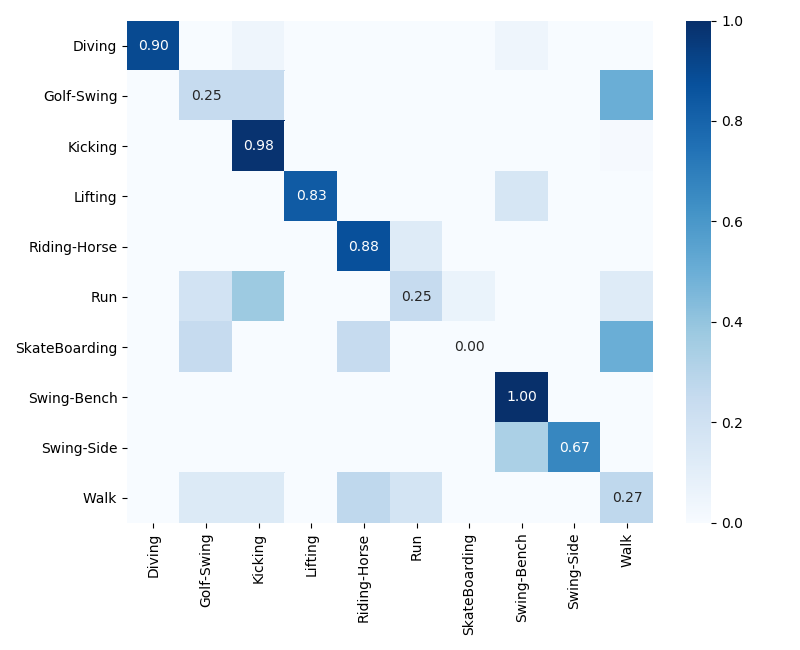 Diving 0.90
Golf-Swing 0.25
Kicking 0.98
Lifting 0.83
Riding-Horse 0.88
Run 0.25
SkateBoarding 0.00
Swing-Bench 1.00
Swing-Side 0.67
Walk 0.27
Diving
Golf-Swing
Kicking
Lifting
Riding-Horse
Run
SkateBoarding
Swing-Bench
Swing-Side
Walk
1.0
0.8
0.6
0.4
0.2
0.0